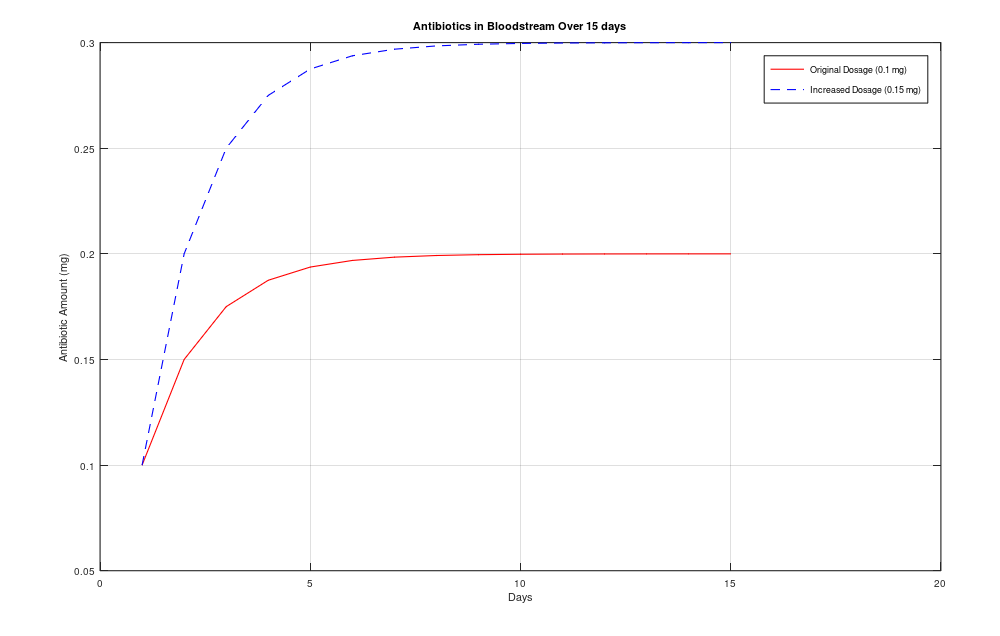 Antibiotics in Bloodstream Over 15 days
0.3
Original Dosage (0.1 mg)
Increased Dosage (0.15 mg)
0.25
0.2
Antibiotic Amount (mg)
0.15
0.1
0.05
0 5 10 15 20
Days